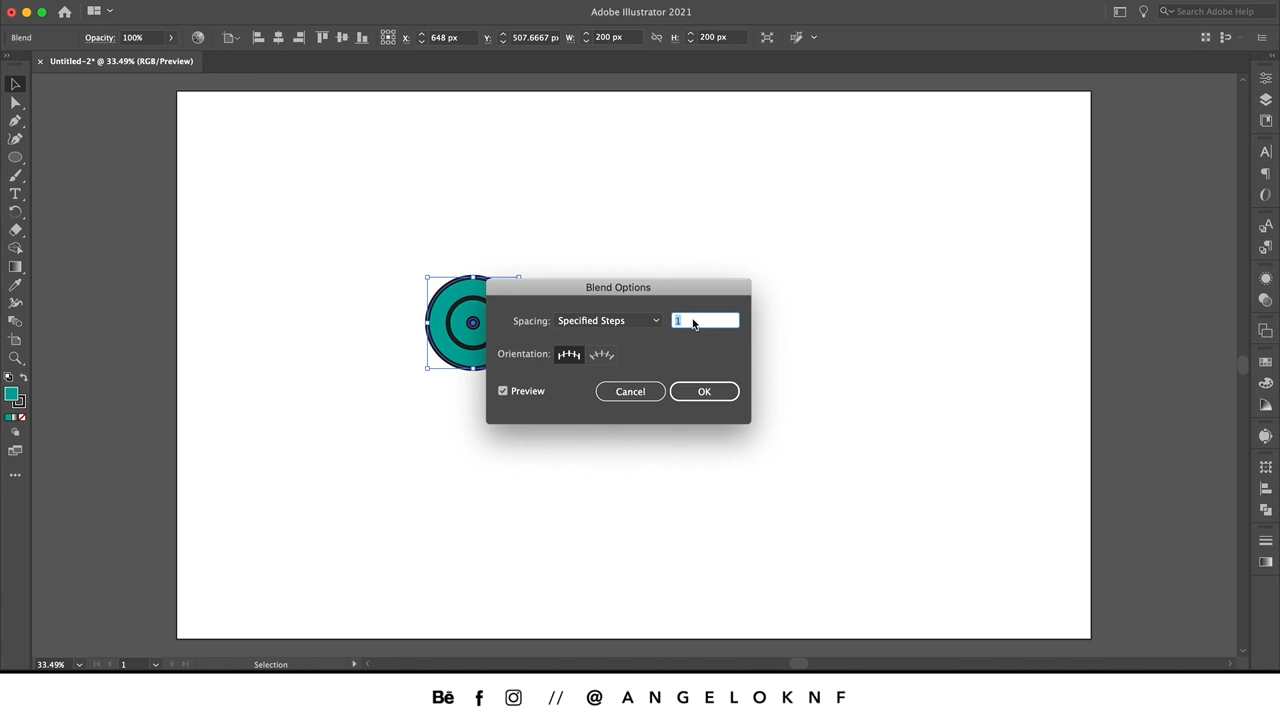 Adobe Illustrator 2021
Search Adobe Help
Blend
Opacity: 100%
X: 648 px
Y: 507.6667 px
W: 200 px
H: 200 px
× Untitled-2* @ 33.49% (RGB/Preview)
Blend Options
Spacing: Specified Steps 1
Orientation:
Preview
Cancel
OK
33.49%
1
Selection
Bē f // @ A N G E L O K N F